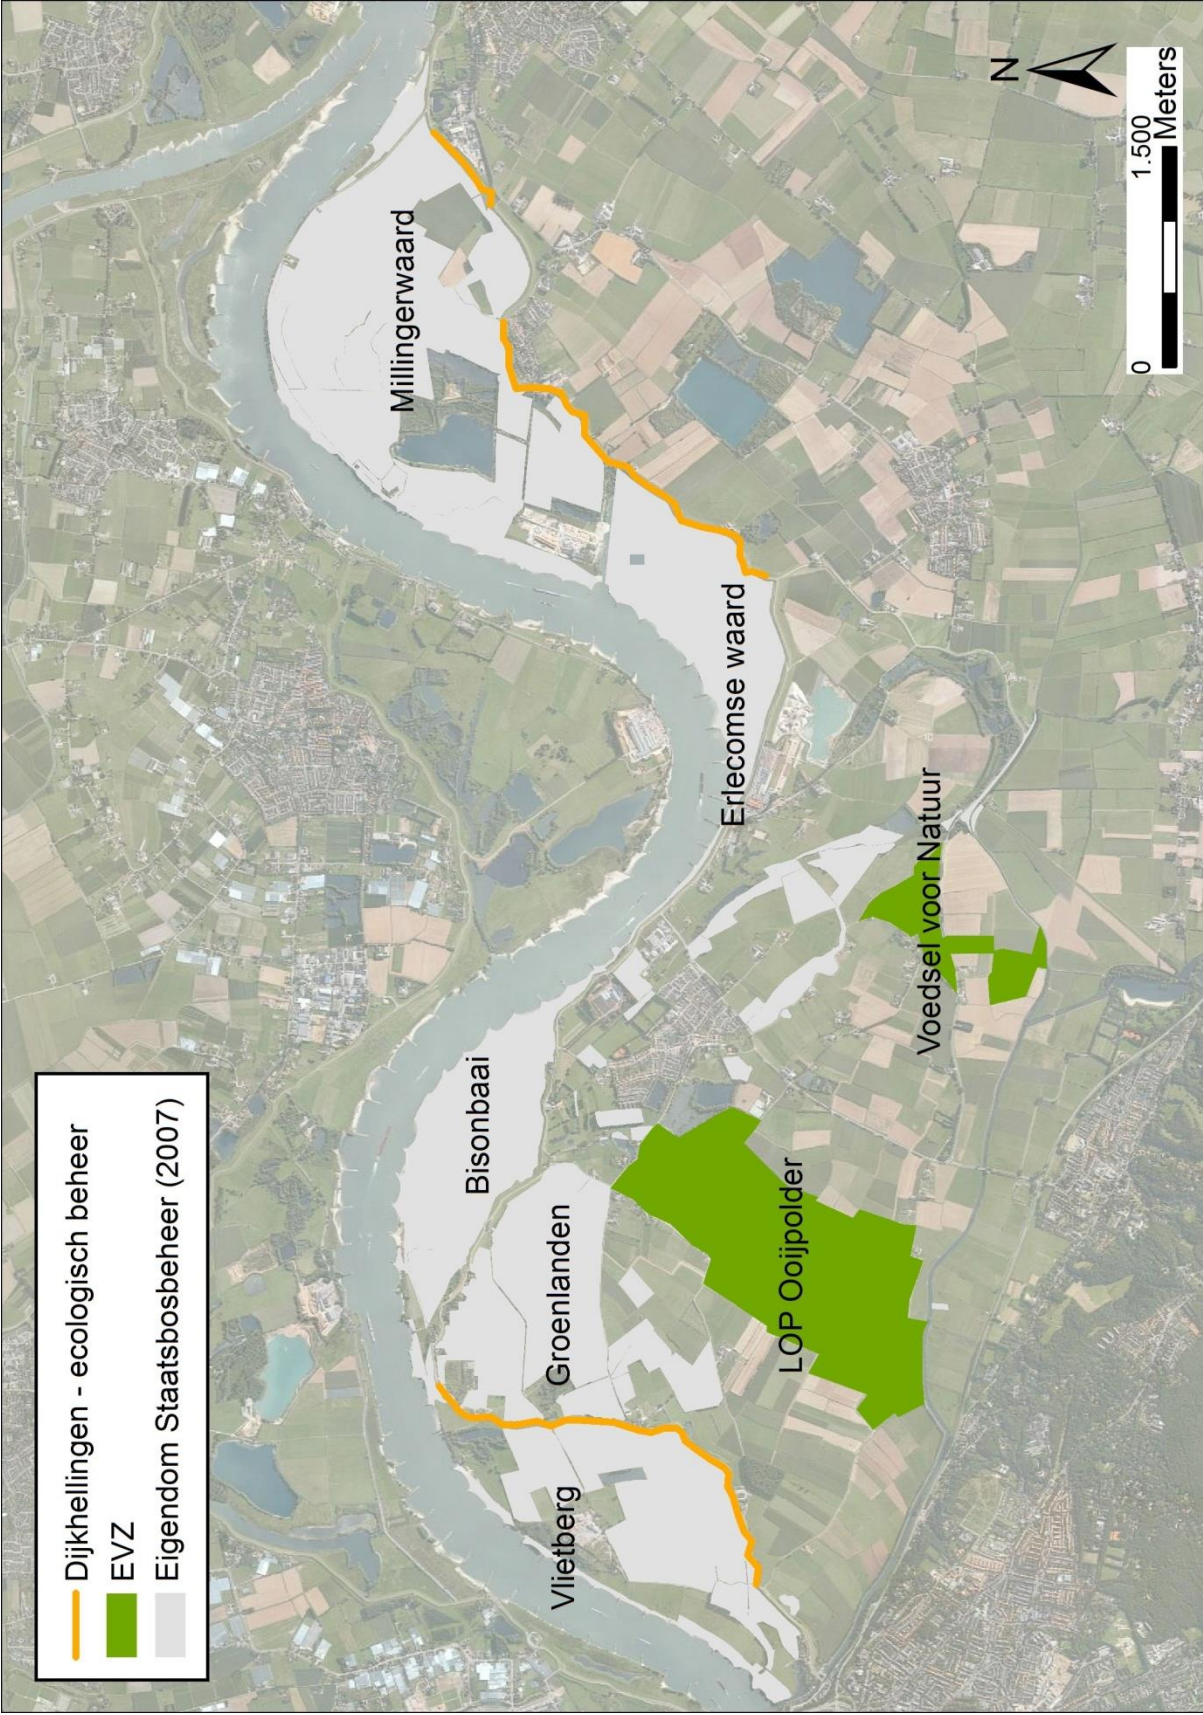 Dijkhellingen - ecologisch beheer
EVZ
Eigendom Staatsbosbeheer (2007)
Vlietberg
Groenlanden
Bisonbaai
LOP Ooijpolder
Voedsel voor Natuur
Erlecomse waard
Millingerwaard
N
0
1.500
Meters